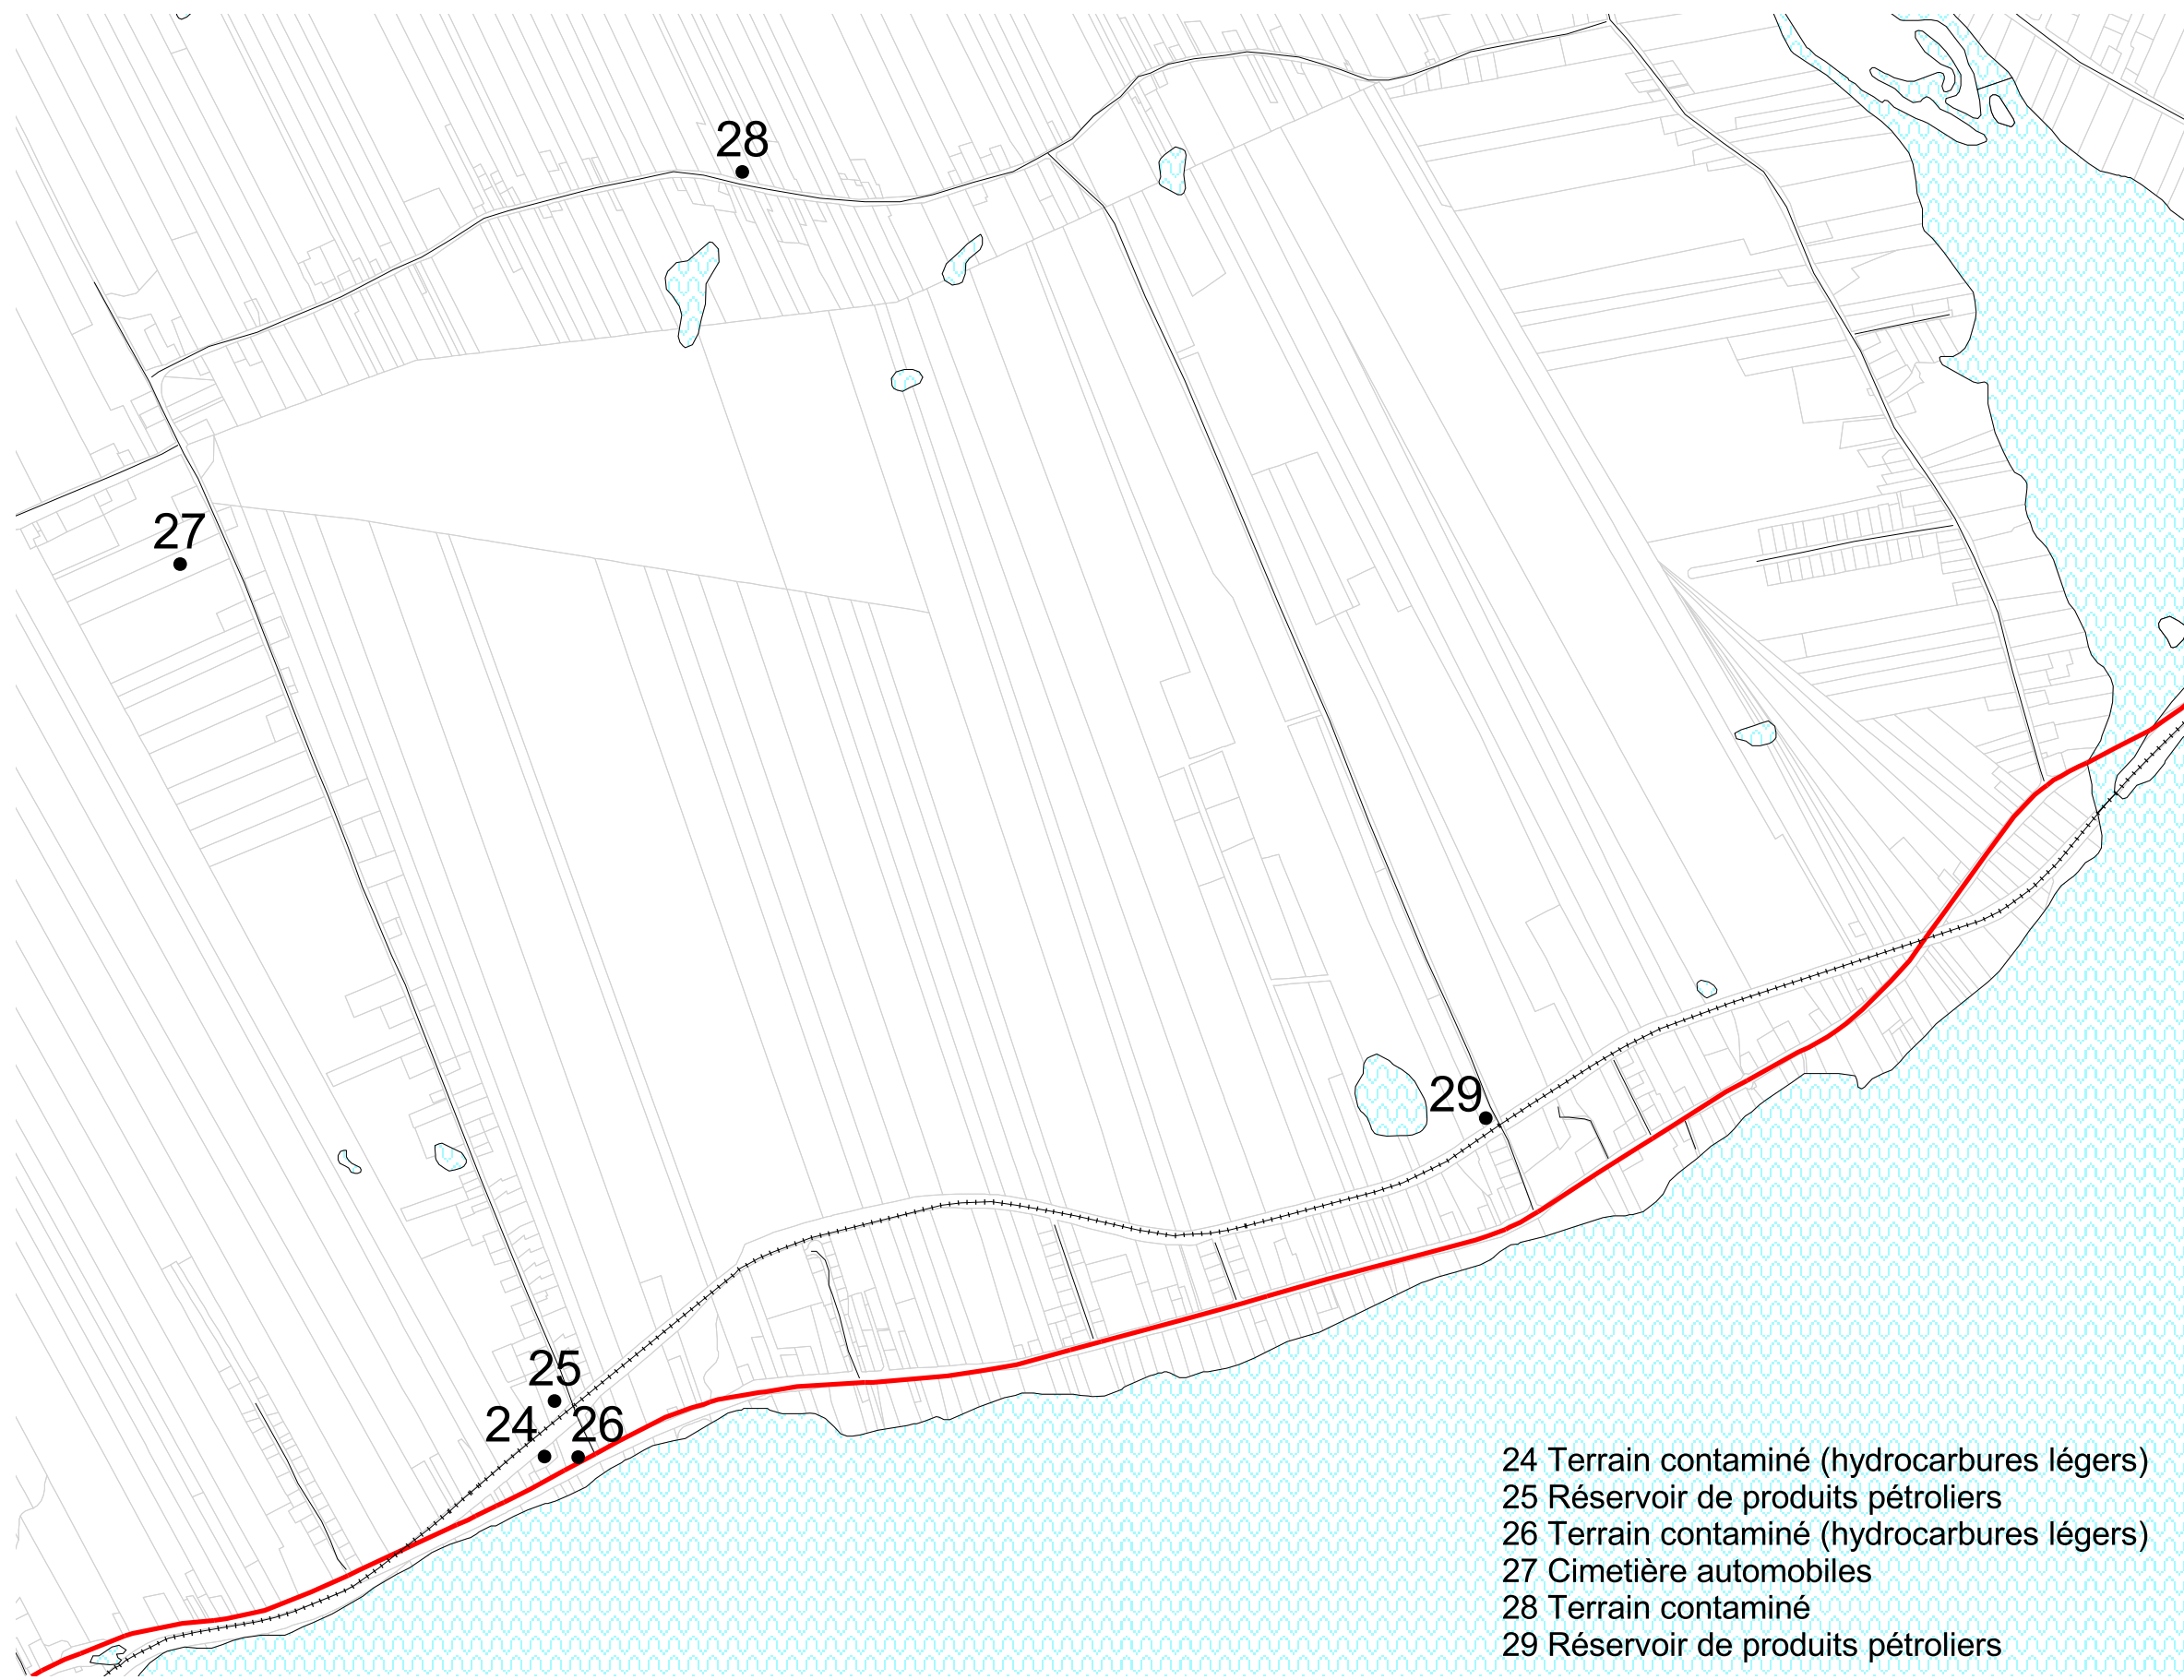 28
27
29
25
24 26
24 Terrain contaminé (hydrocarbures légers)
25 Réservoir de produits pétroliers
26 Terrain contaminé (hydrocarbures légers)
27 Cimetière automobiles
28 Terrain contaminé
29 Réservoir de produits pétroliers